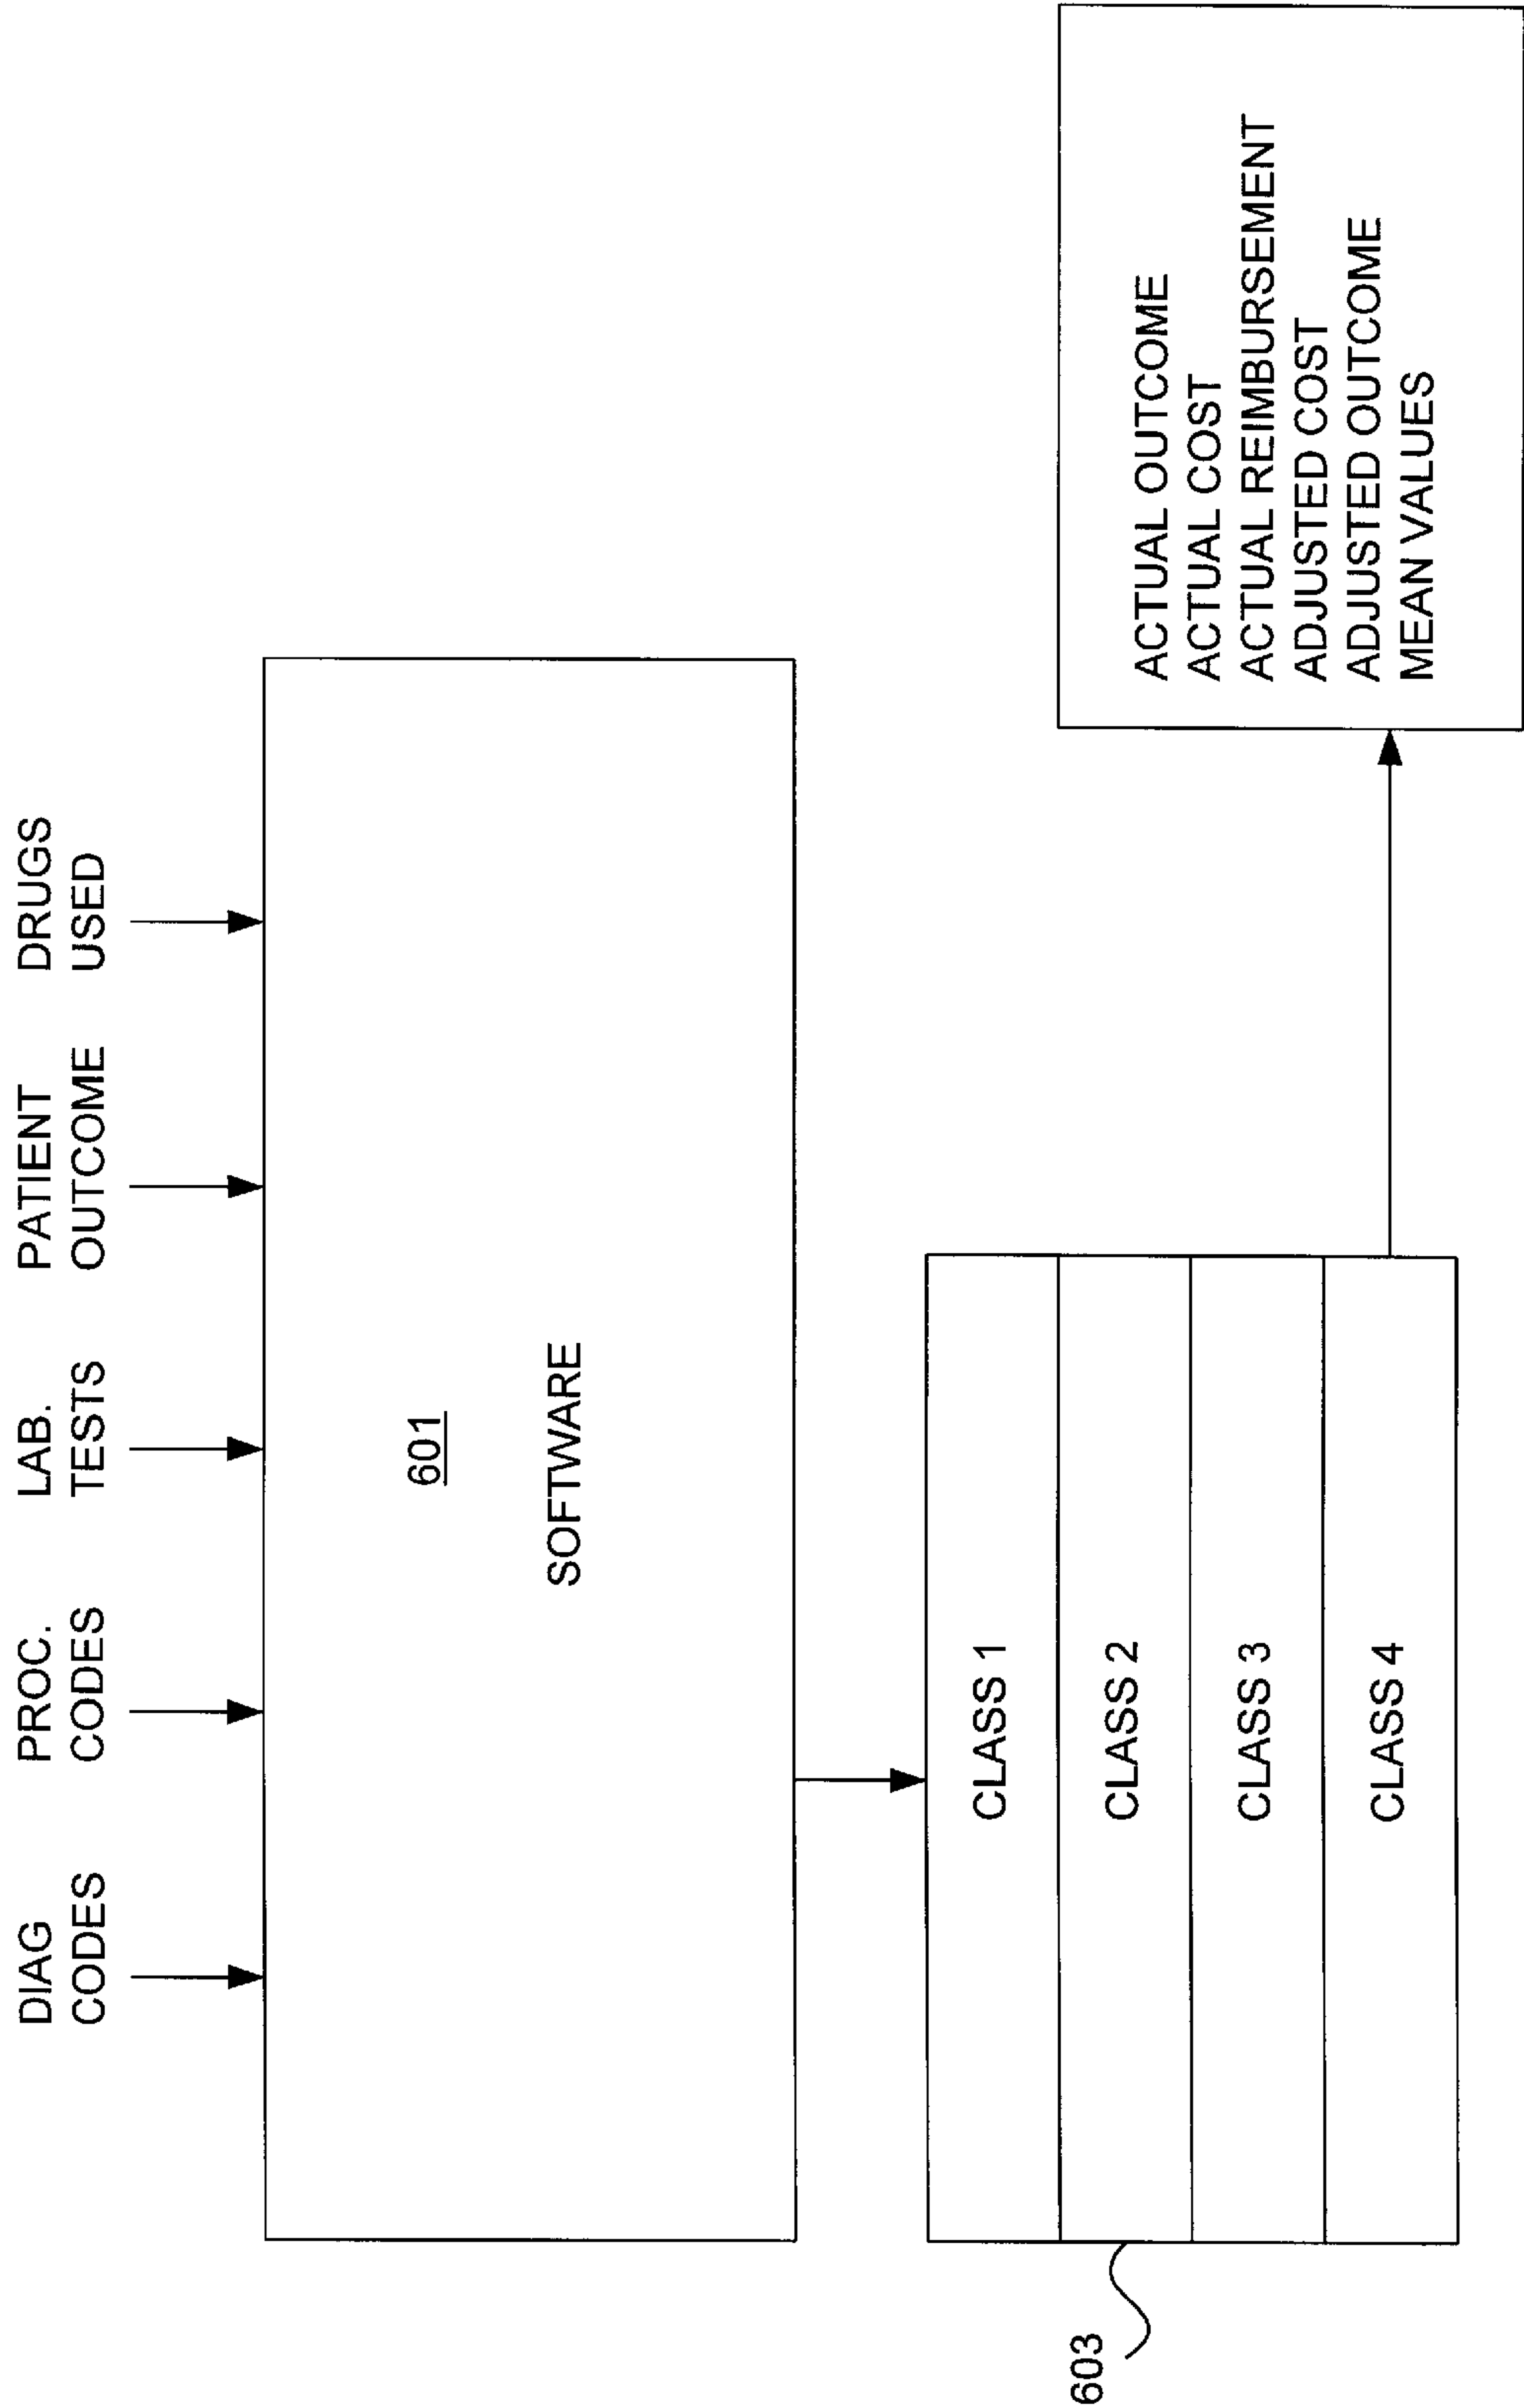 DIAG
CODES
PROC.
CODES
LAB.
TESTS
PATIENT
OUTCOME
DRUGS
USED
601
SOFTWARE
CLASS 1
CLASS 2
CLASS 3
CLASS 4
603
ACTUAL OUTCOME
ACTUAL COST
ACTUAL REIMBURSEMENT
ADJUSTED COST
ADJUSTED OUTCOME
MEAN VALUES